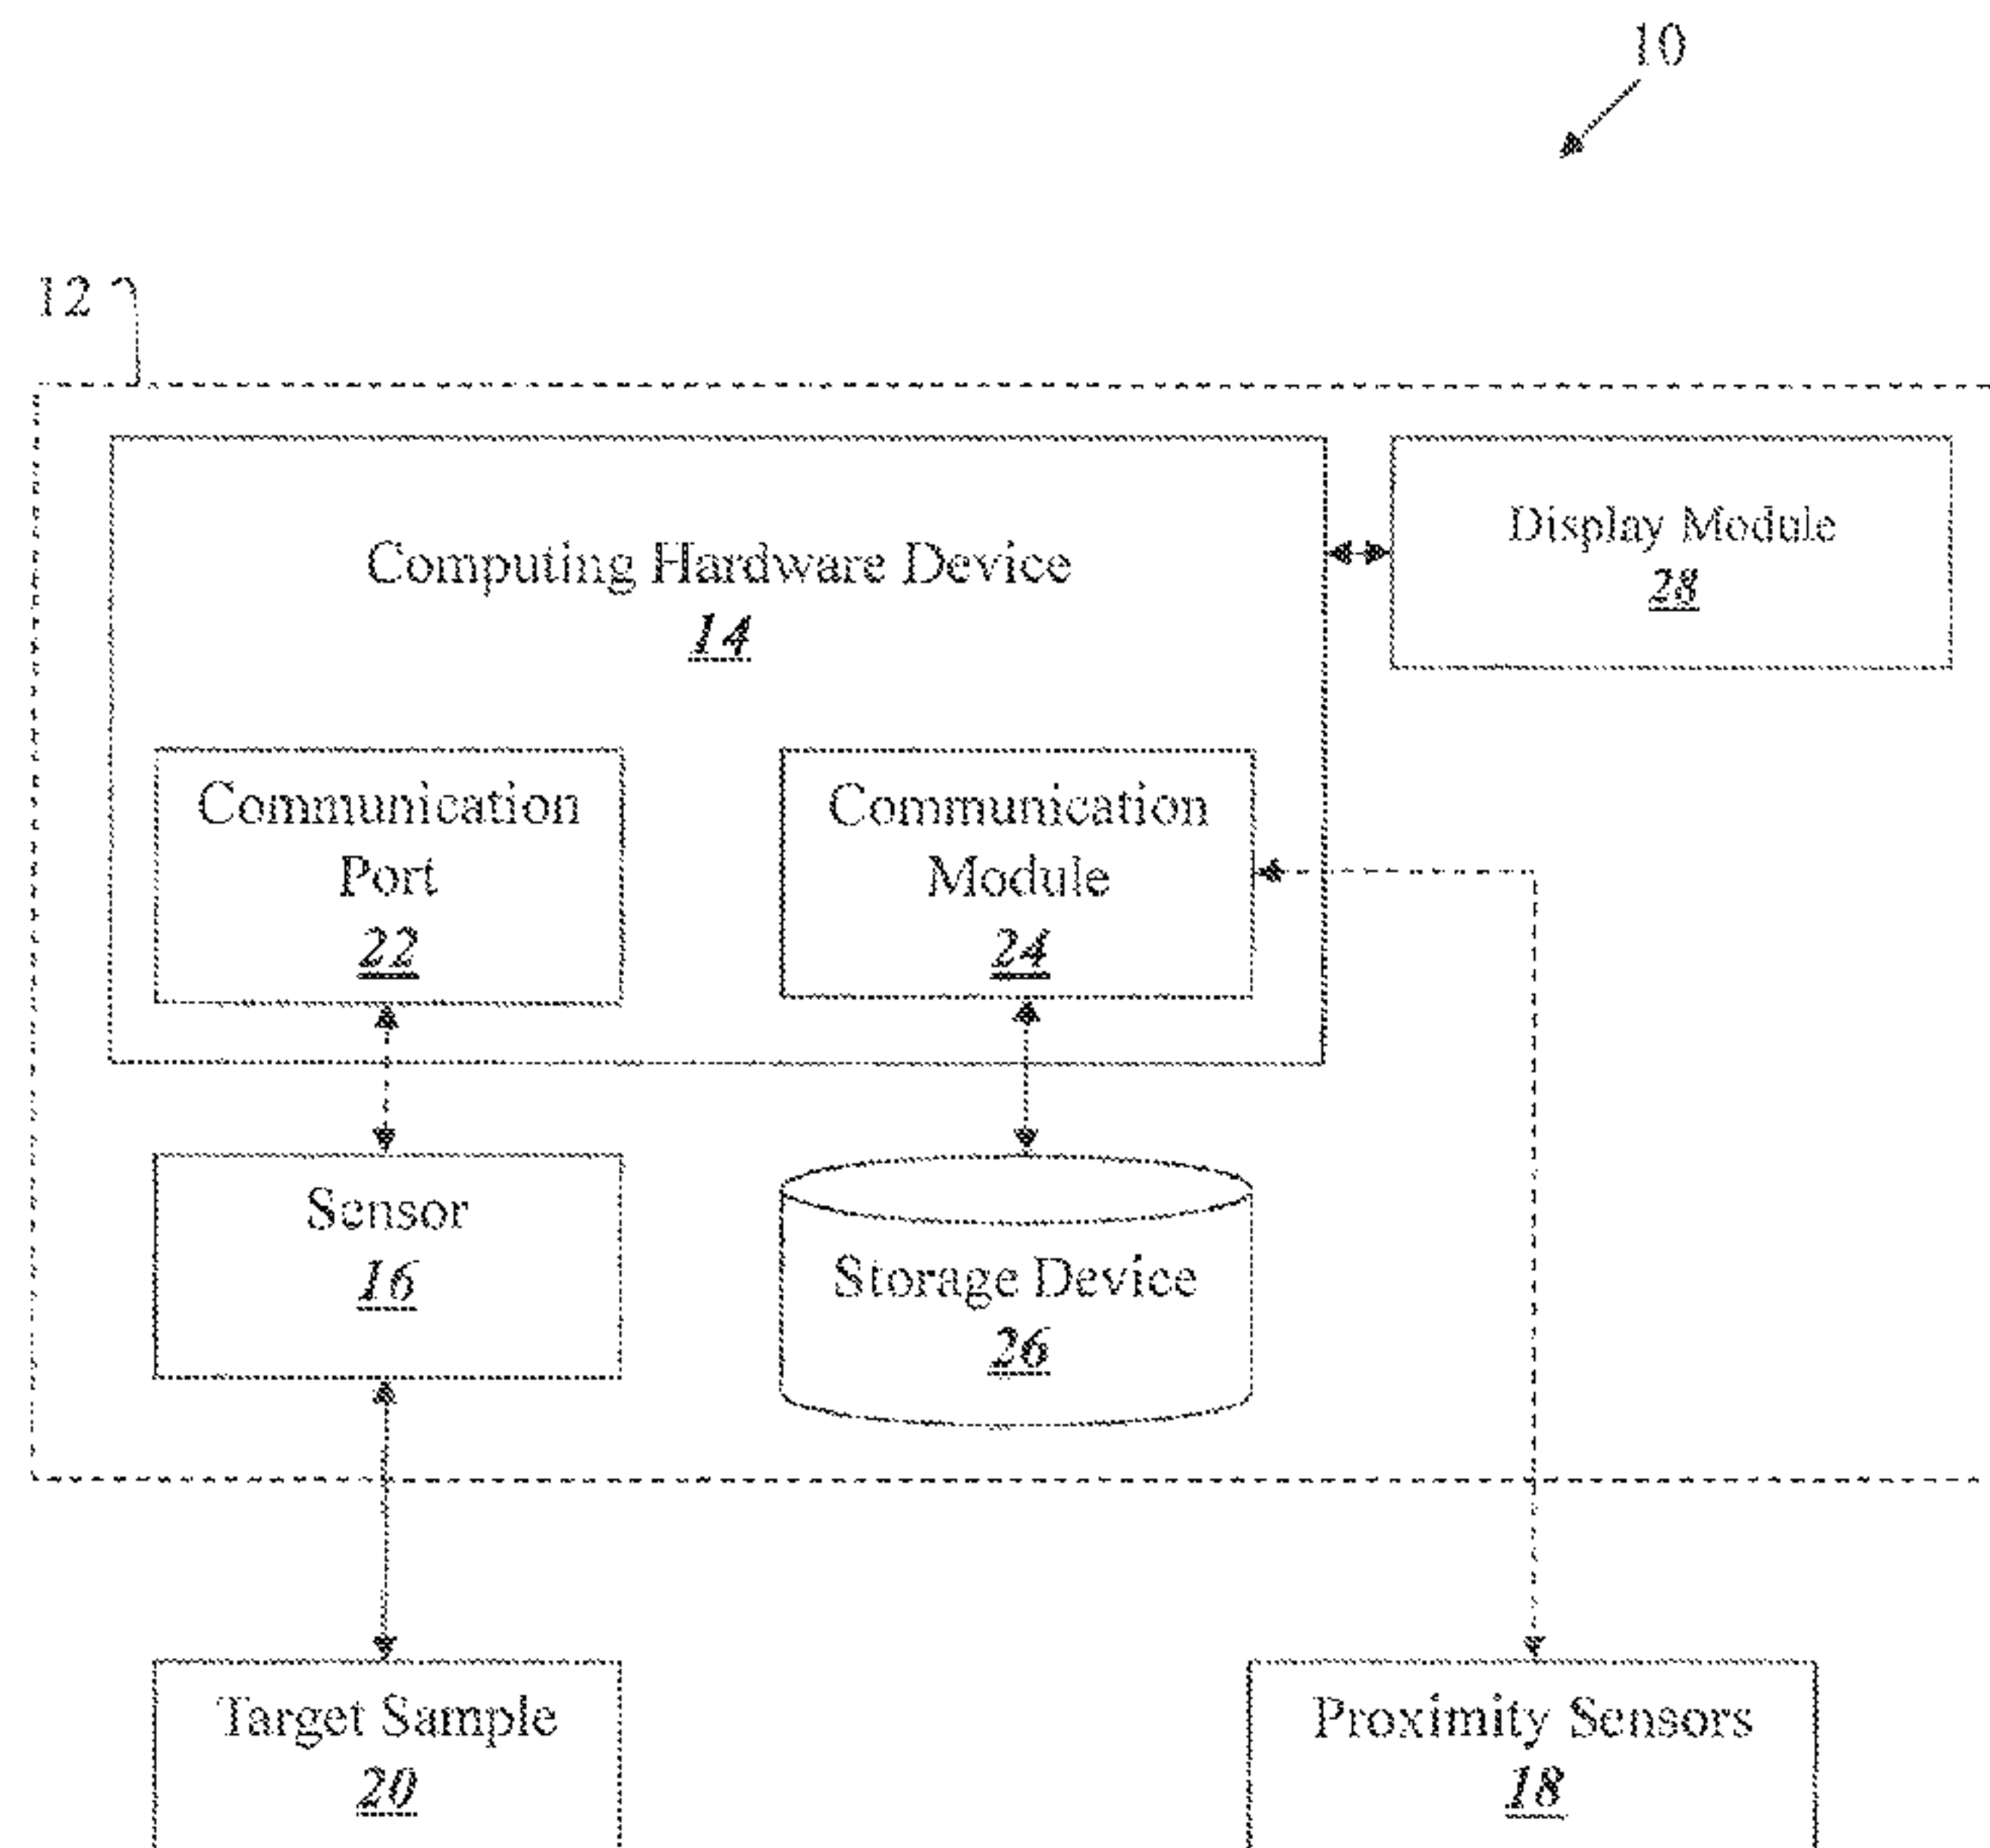 10
12
Computing Hardware Device
14
Display Module
28
Communication
Port
22
Communication
Module
24
Sensor
16
Storage Device
26
Target Sample
20
Proximity Sensors
18